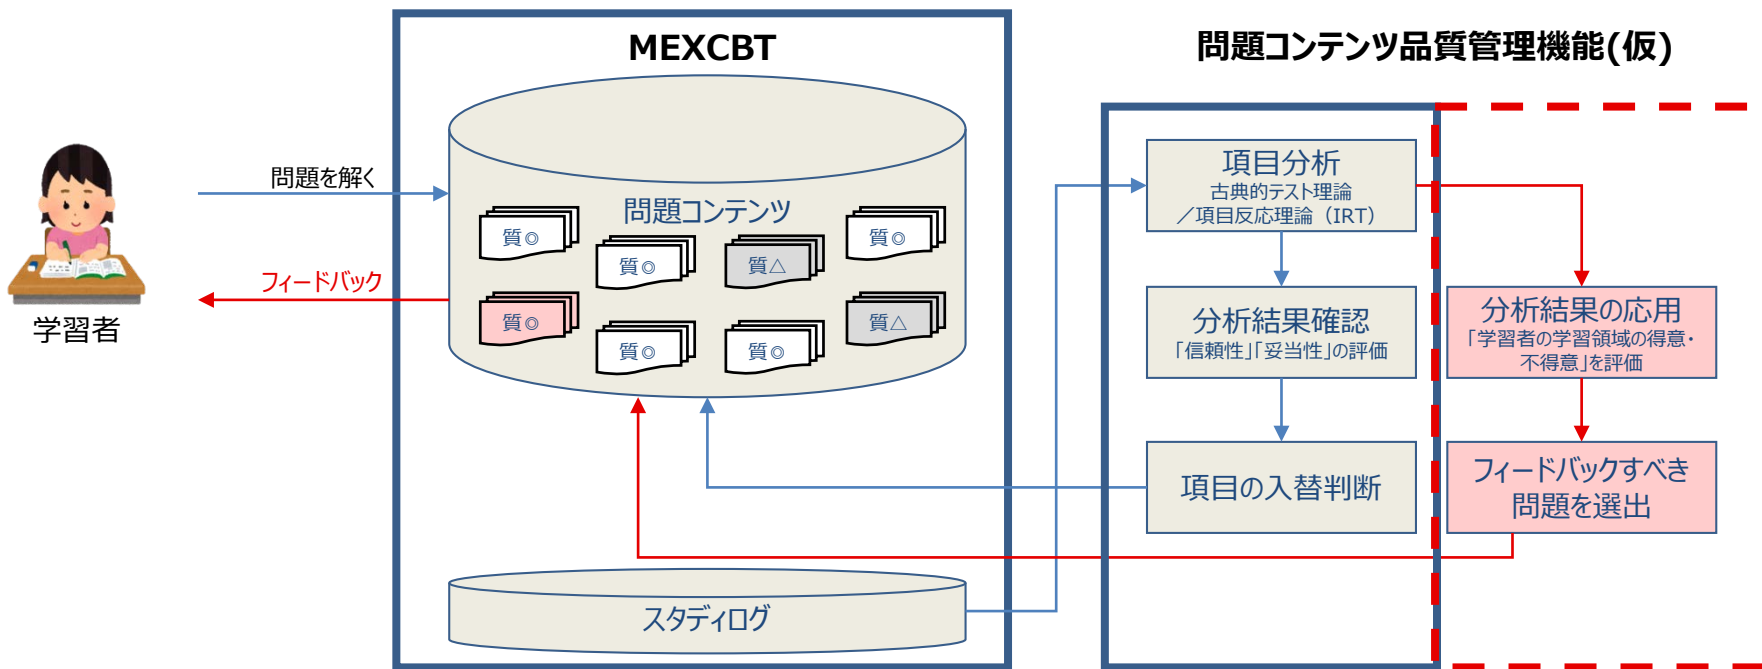 MEXCBT
問題コンテンツ品質管理機能(仮)
問題を解く
フィードバック
学習者
問題コンテンツ
質◎
質◎
質△
質◎
質◎
質◎
質◎
質△
スタディログ
項目分析
古典的テスト理論
／項目反応理論（IRT）
分析結果確認
「信頼性」「妥当性」の評価
項目の入替判断
分析結果の応用
「学習者の学習領域の得意・
不得意」を評価
フィードバックすべき
問題を選出